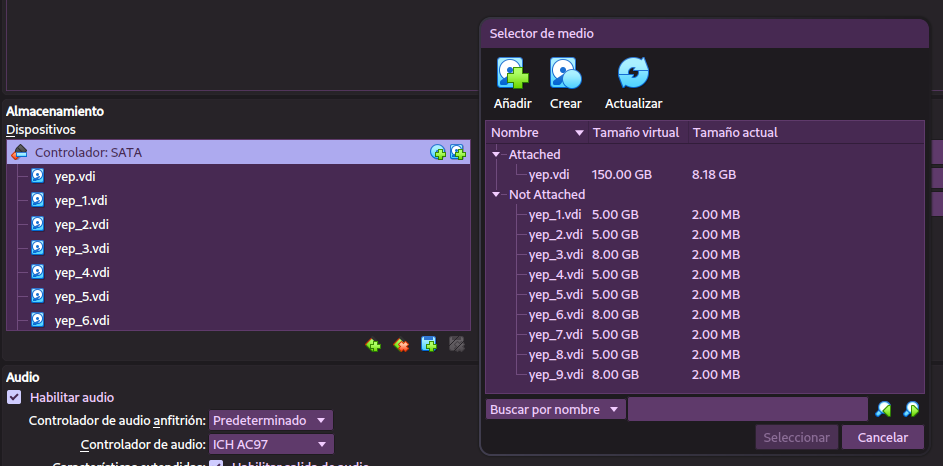 Almacenamiento
Dispositivos
Controlador: SATA
yep.vdi
yep_1.vdi
yep_2.vdi
yep_3.vdi
yep_4.vdi
yep_5.vdi
yep_6.vdi
Audio
Habilitar audio
Controlador de audio anfitrión: Predeterminado
Controlador de audio: ICH AC97
Características extendidas: Habilitar salida de audio
Selector de medio
Añadir Crear Actualizar
Nombre Tamaño virtual Tamaño actual
Attached
yep.vdi 150.00 GB 8.18 GB
Not Attached
yep_1.vdi 5.00 GB 2.00 MB
yep_2.vdi 5.00 GB 2.00 MB
yep_3.vdi 8.00 GB 2.00 MB
yep_4.vdi 5.00 GB 2.00 MB
yep_5.vdi 5.00 GB 2.00 MB
yep_6.vdi 8.00 GB 2.00 MB
yep_7.vdi 5.00 GB 2.00 MB
yep_8.vdi 5.00 GB 2.00 MB
yep_9.vdi 8.00 GB 2.00 MB
Buscar por nombre
Seleccionar Cancelar